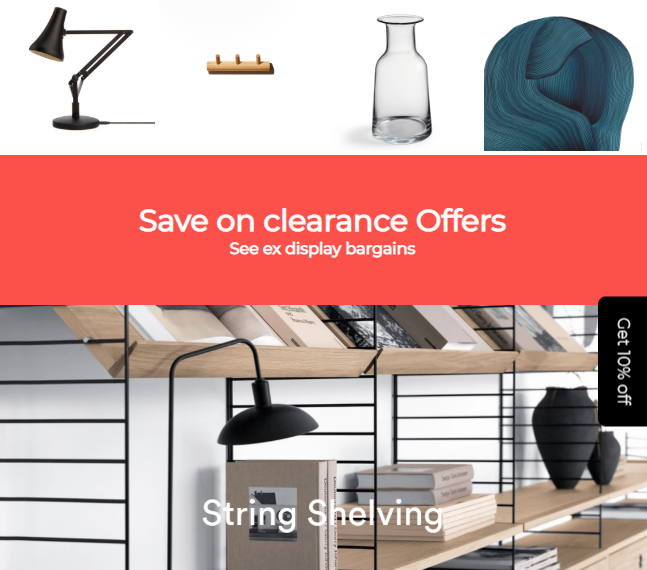 Save on clearance Offers
See ex display bargains
Get 10% off
String Shelving